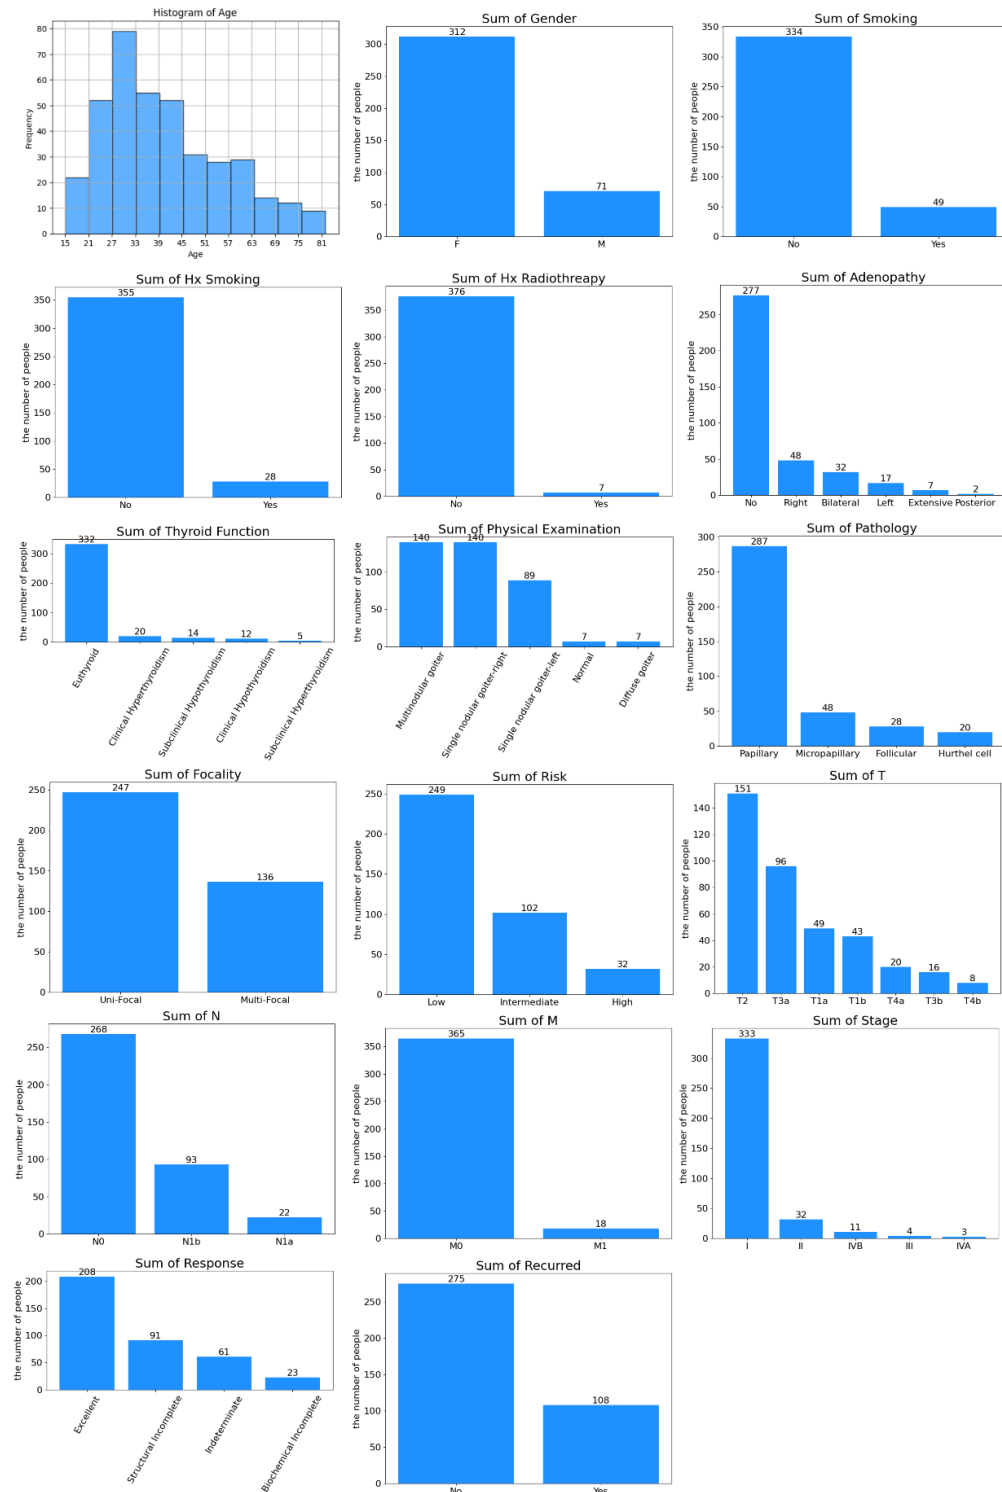 Histogram of Age
Frequency
80
70
60
50
40
30
20
10
0
15 21 27 33 39 45 51 57 63 69 75 81
Age
Sum of Gender
the number of people
300
250
200
150
100
50
0
312
71
F M
Sum of Smoking
the number of people
350
300
250
200
150
100
50
0
334
49
No Yes
Sum of Hx Smoking
the number of people
350
300
250
200
150
100
50
0
355
28
No Yes
Sum of Hx Radiothreapy
the number of people
350
300
250
200
150
100
50
0
376
7
No Yes
Sum of Adenopathy
the number of people
250
200
150
100
50
0
277
48
32
17
7
2
No Right Bilateral Left Extensive Posterior
Sum of Thyroid Function
the number of people
300
200
100
0
332
20
14
12
5
Euthyroid
Clinical Hyperthyroidism
Subclinical Hypothyroidism
Clinical Hypothyroidism
Subclinical Hyperthyroidism
Sum of Physical Examination
the number of people
100
50
0
140
140
89
7
7
Multinodular goiter
Single nodular goiter-right
Single nodular goiter-left
Normal
Diffuse goiter
Sum of Pathology
the number of people
300
250
200
150
100
50
0
287
48
28
20
Papillary Micropapillary Follicular Hurthel cell
Sum of Focality
the number of people
250
200
150
100
50
0
247
136
Uni-Focal Multi-Focal
Sum of Risk
the number of people
250
200
150
100
50
0
249
102
32
Low Intermediate High
Sum of T
the number of people
140
120
100
80
60
40
20
0
151
96
49
43
20
16
8
T2 T3a T1a T1b T4a T3b T4b
Sum of N
the number of people
250
200
150
100
50
0
268
93
22
N0 N1b N1a
Sum of M
the number of people
350
300
250
200
150
100
50
0
365
18
M0 M1
Sum of Stage
the number of people
300
250
200
150
100
50
0
333
32
11
4
3
I II IVB III IVA
Sum of Response
the number of people
200
150
100
50
0
208
91
61
23
Excellent
Structural Incomplete
Indeterminate
Biochemical Incomplete
Sum of Recurred
the number of people
250
200
150
100
50
0
275
108
No Yes